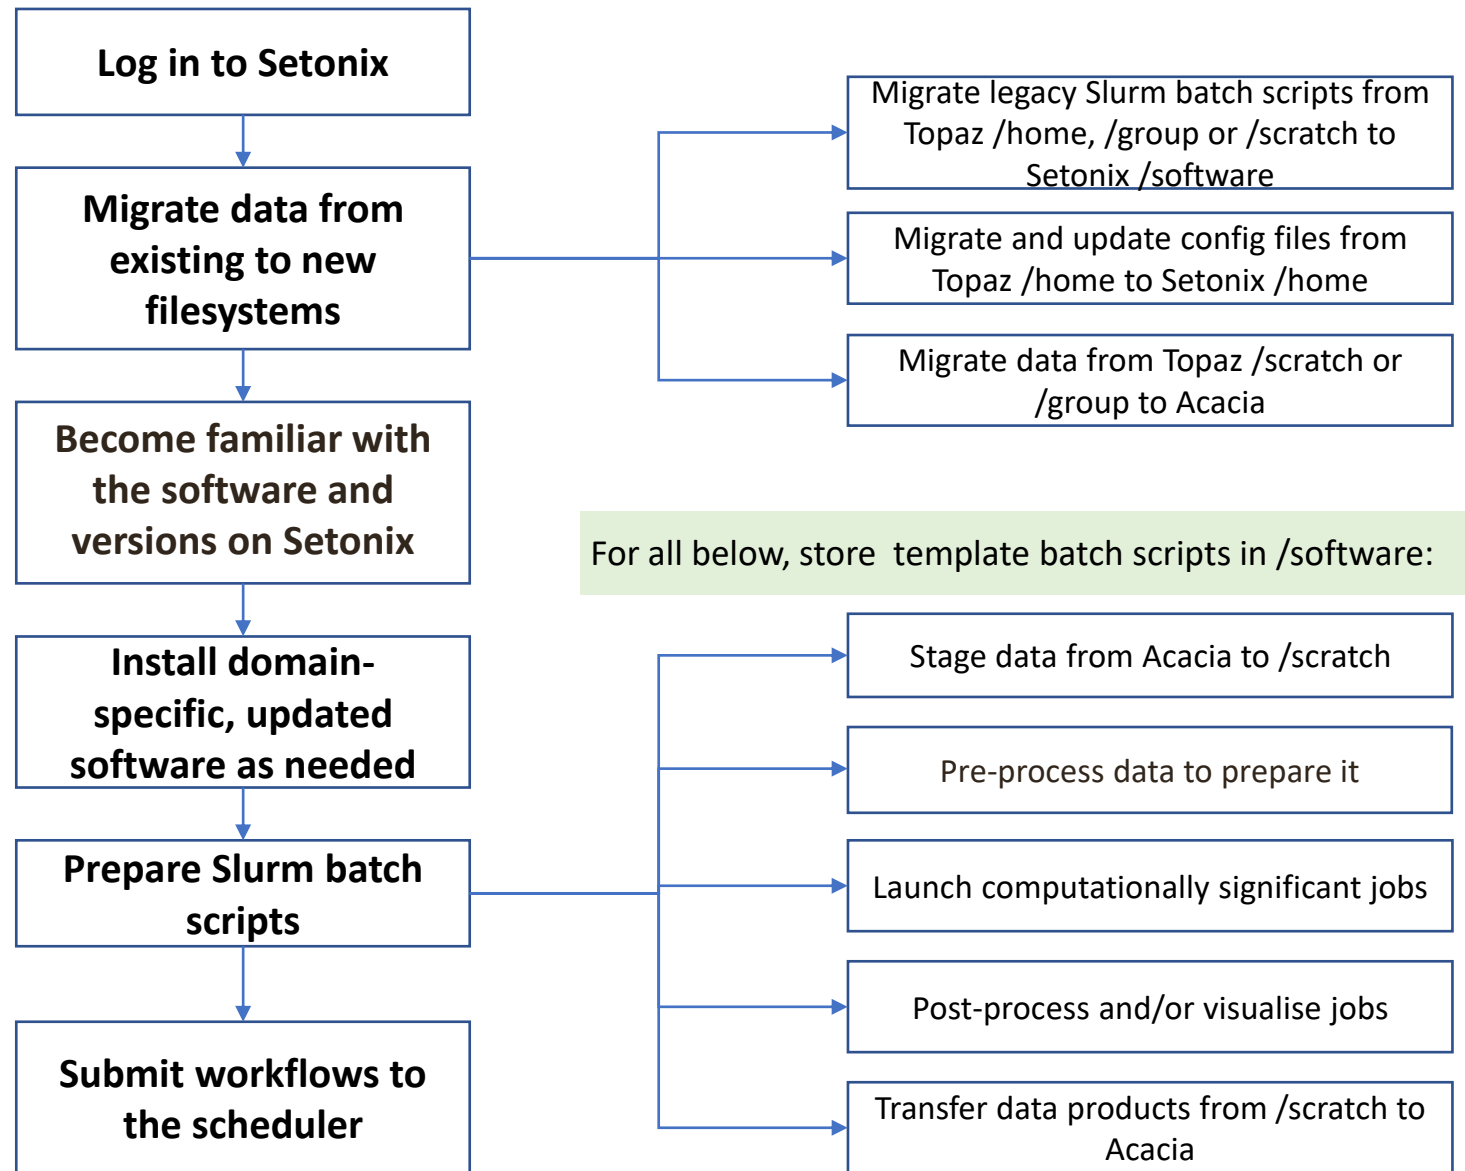 Log in to Setonix
Migrate data from
existing to new
filesystems
Become familiar with
the software and
versions on Setonix
Install domain-
specific, updated
software as needed
Prepare Slurm batch
scripts
Submit workflows to
the scheduler
Migrate legacy Slurm batch scripts from
Topaz /home, /group or /scratch to
Setonix /software
Migrate and update config files from
Topaz /home to Setonix /home
Migrate data from Topaz /scratch or
/group to Acacia
For all below, store  template batch scripts in /software:
Stage data from Acacia to /scratch
Pre-process data to prepare it
Launch computationally significant jobs
Post-process and/or visualise jobs
Transfer data products from /scratch to
Acacia